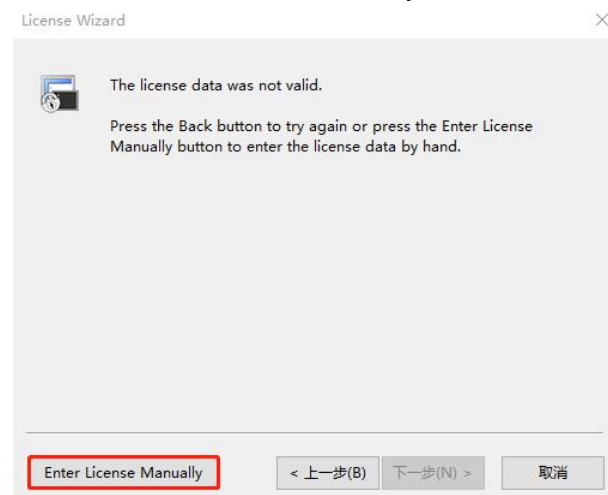 License Wizard
The license data was not valid.
Press the Back button to try again or press the Enter License
Manually button to enter the license data by hand.
Enter License Manually
< 上一步(B)
下一步(N) >
取消